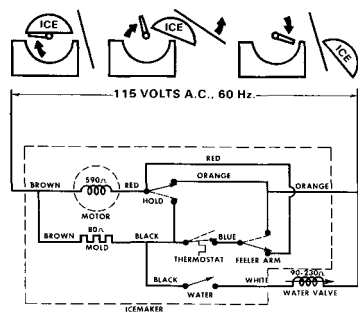 ICE
ICE
ICE
115 VOLTS A.C., 60 Hz.
RED
ORANGE
590Ω
BROWN
RED
ORANGE
HOLD
MOTOR
80Ω
BROWN
MOLD
BLACK
BLUE
THERMOSTAT
FEELER ARM
BLACK
WATER
WHITE
90-230Ω
WATER VALVE
ICEMAKER